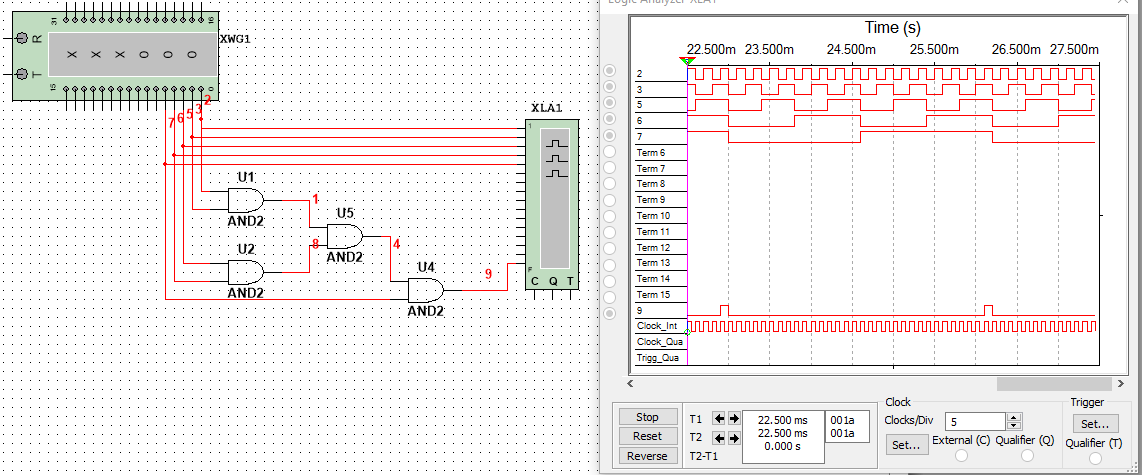 Logic Analyzer-XLA1
31
16
R
XWG1
X X X O O O
T
15
0
2
3
5
6
7
XLA1
1
U1
1
AND2
U5
8
AND2
4
U2
AND2
U4
9
AND2
F
C Q T
Time (s)
22.500m 23.500m 24.500m 25.500m 26.500m 27.500m
2
3
5
6
7
Term 6
Term 7
Term 8
Term 9
Term 10
Term 11
Term 12
Term 13
Term 14
Term 15
9
Clock_Int
Clock_Qua
Trigg_Qua
Stop
Reset
Reverse
T1
T2
T2-T1
22.500 ms
22.500 ms
0.000 s
001a
001a
Clock
Clocks/Div
5
Set...
External (C)
Qualifier (Q)
Trigger
Set...
Qualifier (T)